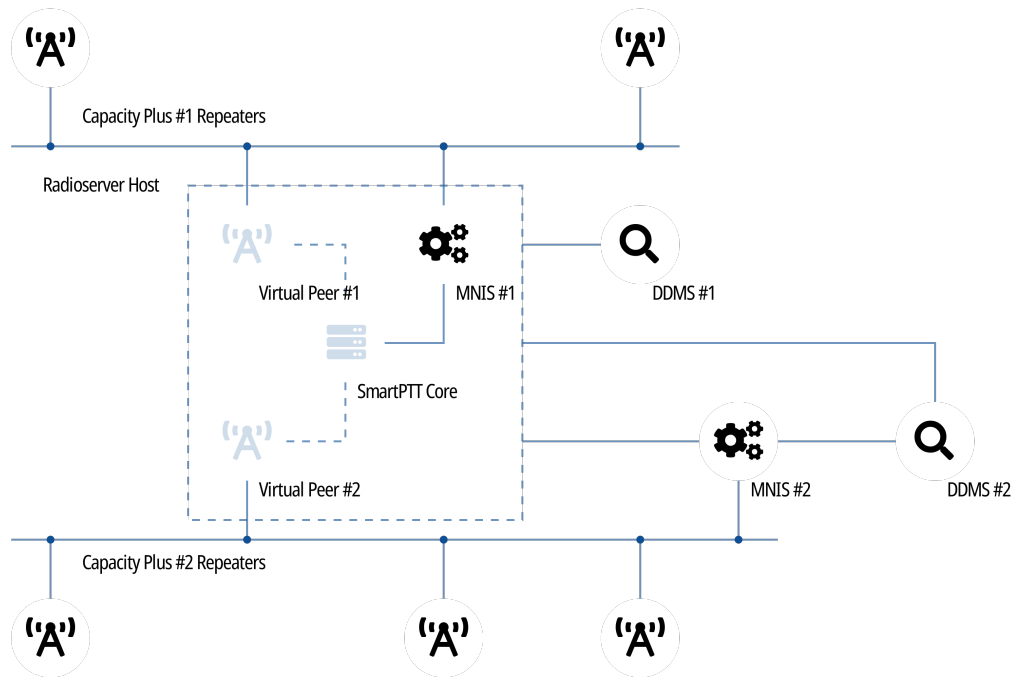 Capacity Plus #1 Repeaters
Radioserver Host
Virtual Peer #1
MNIS #1
DDMS #1
SmartPTT Core
Virtual Peer #2
MNIS #2
DDMS #2
Capacity Plus #2 Repeaters